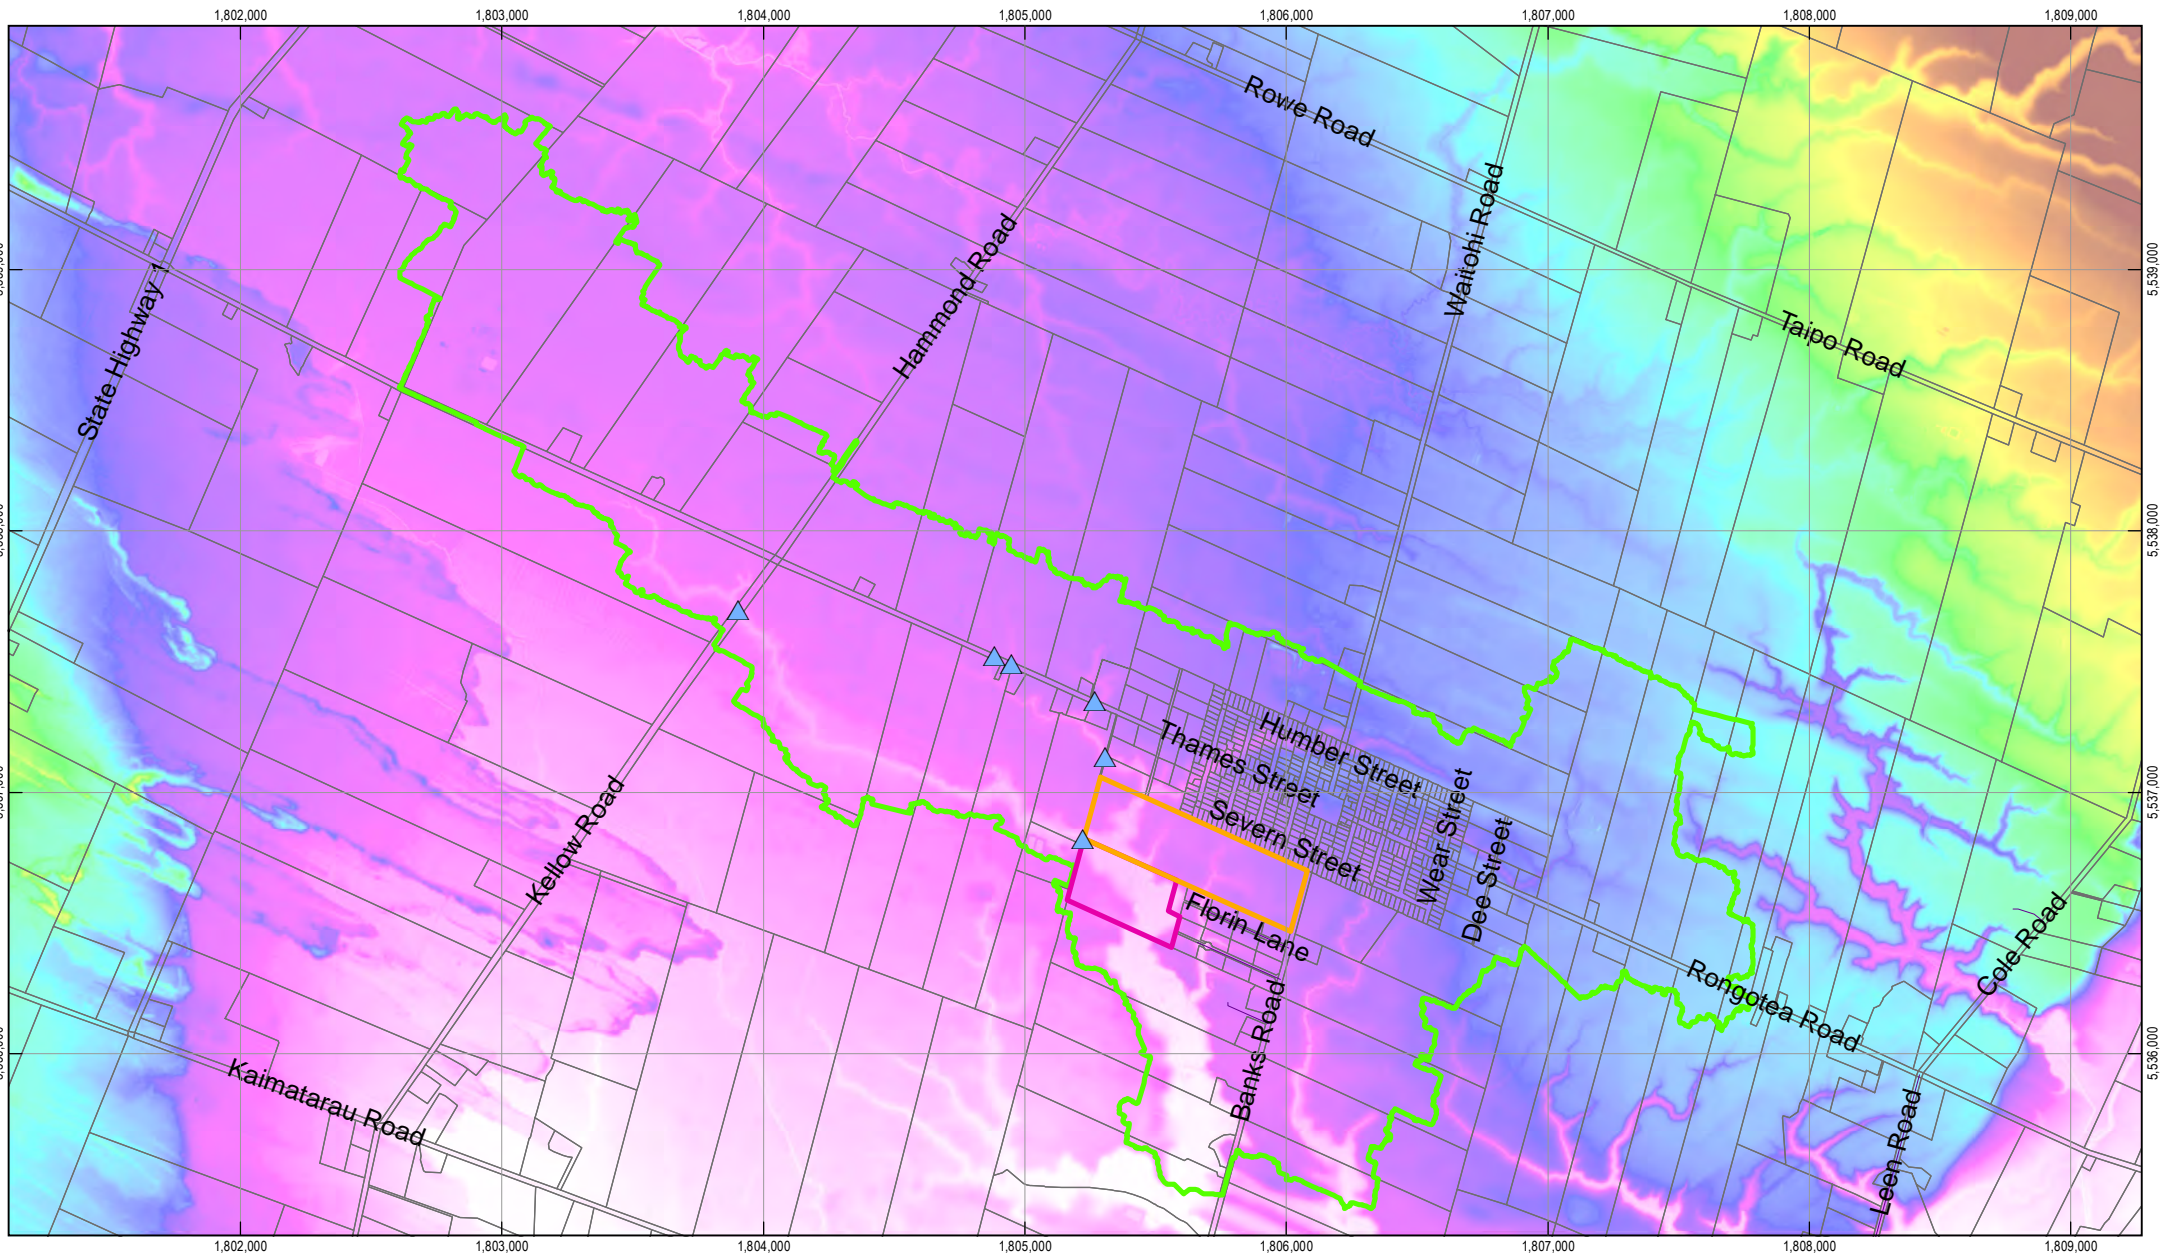 1,802,000 1,803,000 1,804,000 1,805,000 1,806,000 1,807,000 1,808,000 1,809,000
Rowe Road
Waitohi Road
Hammond Road
5,539,000
State Highway 1
Taipo Road
5,538,000
Humber Street
Thames Street
5,537,000
Severn Street
Wear Street
Kellow Road
Dee Street
Florin Lane
Cole Road
Rongotea Road
Banks Road
5,536,000
Kaimatarau Road
Leen Road
1,802,000 1,803,000 1,804,000 1,805,000 1,806,000 1,807,000 1,808,000 1,809,000